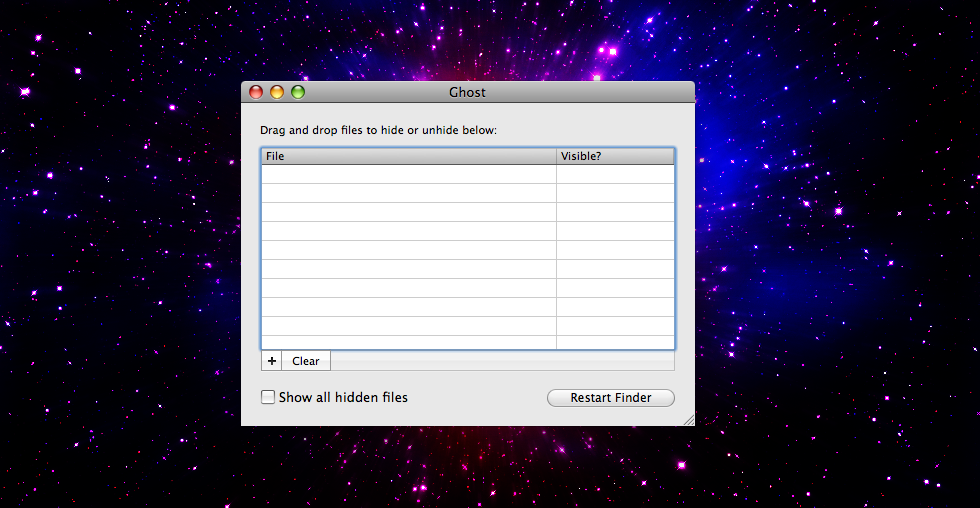 Ghost
Drag and drop files to hide or unhide below:
File Visible?
+ Clear
Show all hidden files Restart Finder